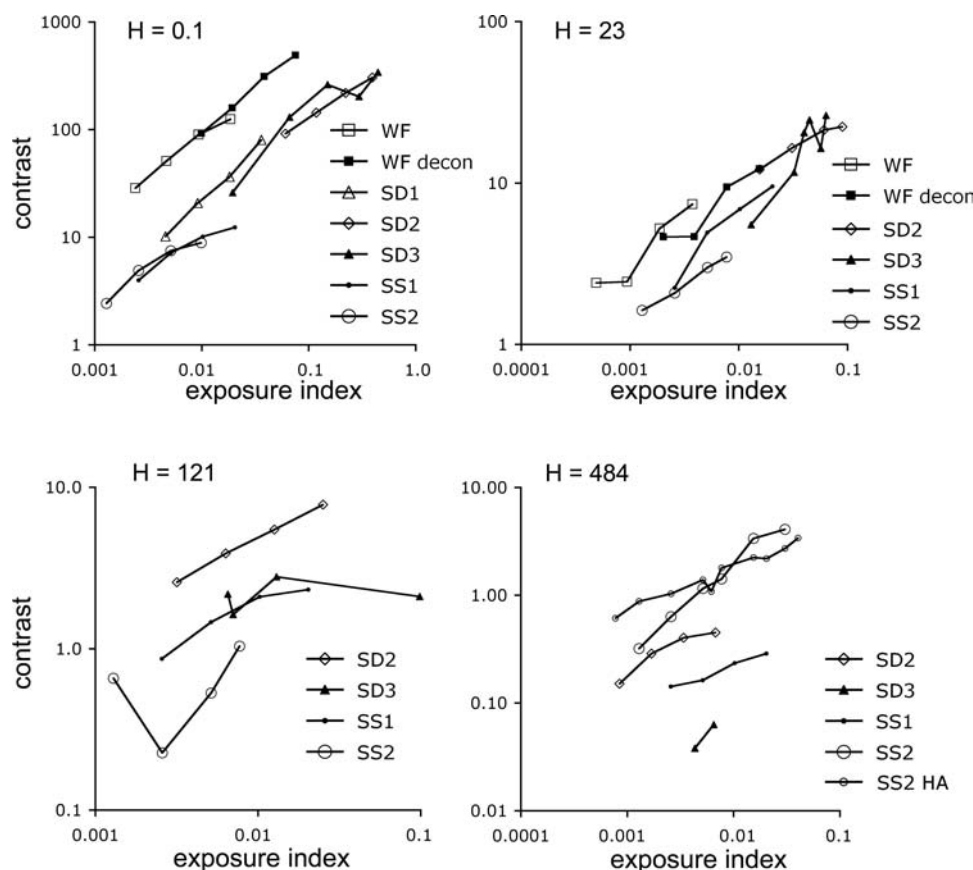 H = 0.1
1000
100
10
1
contrast
0.001
0.01
0.1
1.0
exposure index
WF
WF decon
SD1
SD2
SD3
SS1
SS2
H = 23
100
10
1
0.0001
0.001
0.01
0.1
exposure index
WF
WF decon
SD2
SD3
SS1
SS2
H = 121
10.0
1.0
0.1
contrast
0.001
0.01
0.1
exposure index
SD2
SD3
SS1
SS2
H = 484
10.00
1.00
0.10
0.01
0.0001
0.001
0.01
0.1
exposure index
SD2
SD3
SS1
SS2
SS2 HA